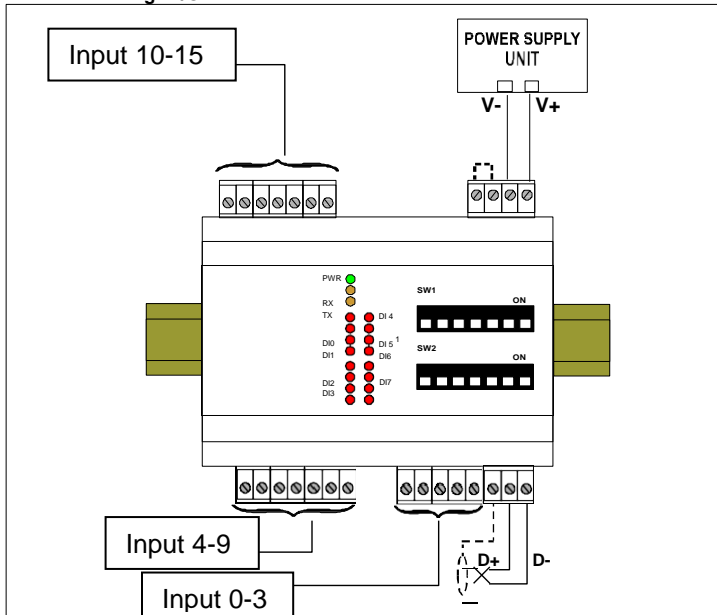 Input 10-15
POWER SUPPLY
UNIT
V- V+
PWR
RX
TX
DI 4
DI0
DI 5 1
DI1
DI6
DI2
DI7
DI3
SW1
ON
SW2
ON
Input 4-9
D+ D-
Input 0-3